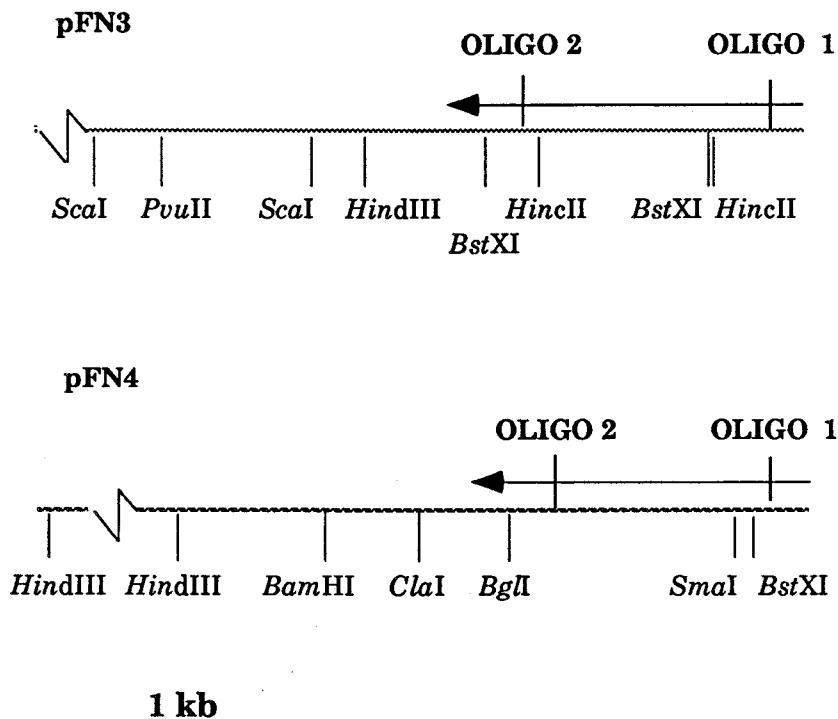 pFN3
OLIGO 2 OLIGO 1
ScaI PvuII ScaI HindIII HincII BstXI HincII
BstXI
pFN4
OLIGO 2 OLIGO 1
HindIII HindIII BamHI ClaI BglI SmaI BstXI
1 kb